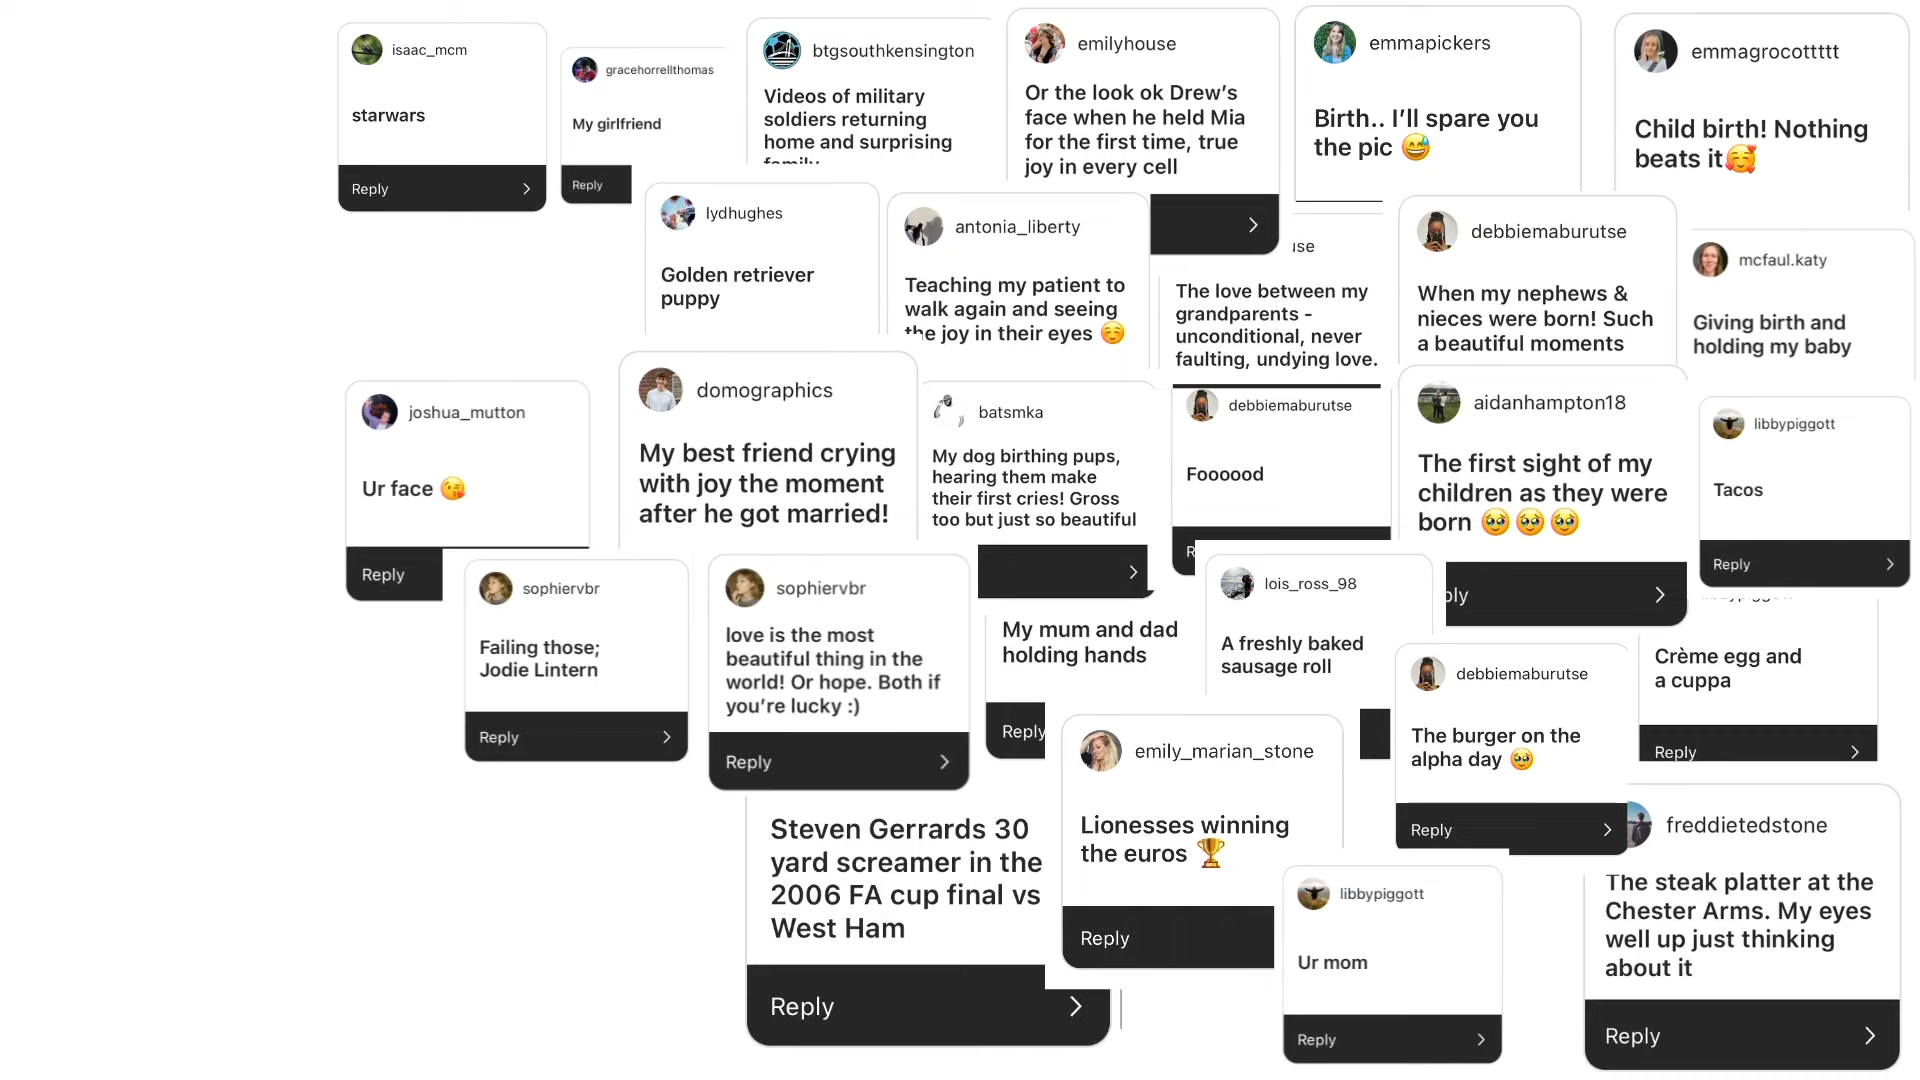 isaac_mcm
starwars
Reply
gracehorrellthomas
My girlfriend
Reply
btgsouthkensington
Videos of military
soldiers returning
home and surprising
family
emilyhouse
Or the look ok Drew’s
face when he held Mia
for the first time, true
joy in every cell
emmapickers
Birth.. I’ll spare you
the pic 😅
emmagrocottttt
Child birth! Nothing
beats it🥰
lydhughes
Golden retriever
puppy
antonia_liberty
Teaching my patient to
walk again and seeing
the joy in their eyes ☺️
use
The love between my
grandparents -
unconditional, never
faulting, undying love.
debbiemaburutse
When my nephews &
nieces were born! Such
a beautiful moments
mcfaul.katy
Giving birth and
holding my baby
joshua_mutton
Ur face 😘
Reply
domographics
My best friend crying
with joy the moment
after he got married!
batsmka
My dog birthing pups,
hearing them make
their first cries! Gross
too but just so beautiful
debbiemaburutse
Foooood
R
aidanhampton18
The first sight of my
children as they were
born 🥹🥹🥹
ply
libbypiggott
Tacos
Reply
sophiervbr
Failing those;
Jodie Lintern
Reply
sophiervbr
love is the most
beautiful thing in the
world! Or hope. Both if
you’re lucky :)
Reply
My mum and dad
holding hands
Reply
lois_ross_98
A freshly baked
sausage roll
debbiemaburutse
The burger on the
alpha day 🥹
Reply
libbypiggott
Crème egg and
a cuppa
Reply
Steven Gerrards 30
yard screamer in the
2006 FA cup final vs
West Ham
Reply
emily_marian_stone
Lionesses winning
the euros 🏆
Reply
libbypiggott
Ur mom
Reply
freddietedstone
The steak platter at the
Chester Arms. My eyes
well up just thinking
about it
Reply